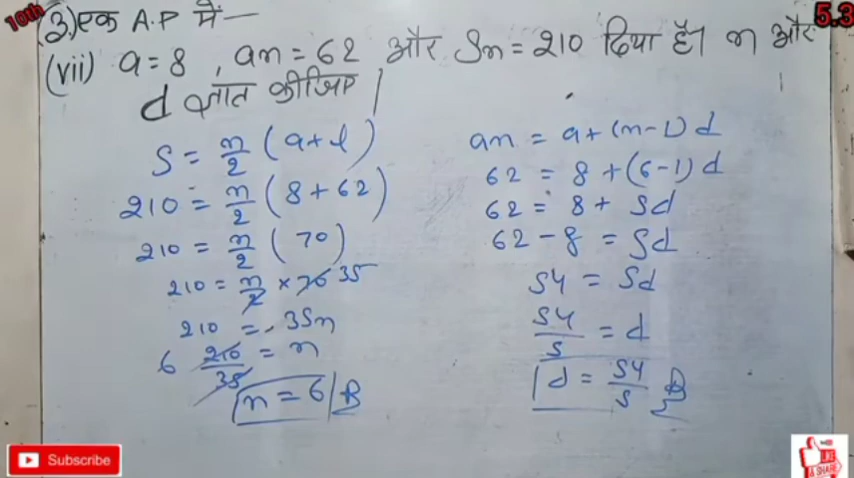 10th
5.3
(3.) एक A.P में —
(vii) a = 8 , an = 62 और Sn = 210 दिया है। n और
d ज्ञात कीजिए।
S = n/2 (a+l)
210 = n/2 (8+62)
210 = n/2 (70)
210 = n/2 × 70 35
210 = 35n
6 210/35 = n
n = 6
an = a + (n-1) d
62 = 8 + (6-1) d
62 = 8 + 5d
62 - 8 = 5d
54 = 5d
54/5 = d
d = 54/5
Subscribe
LIKE
& SHARE